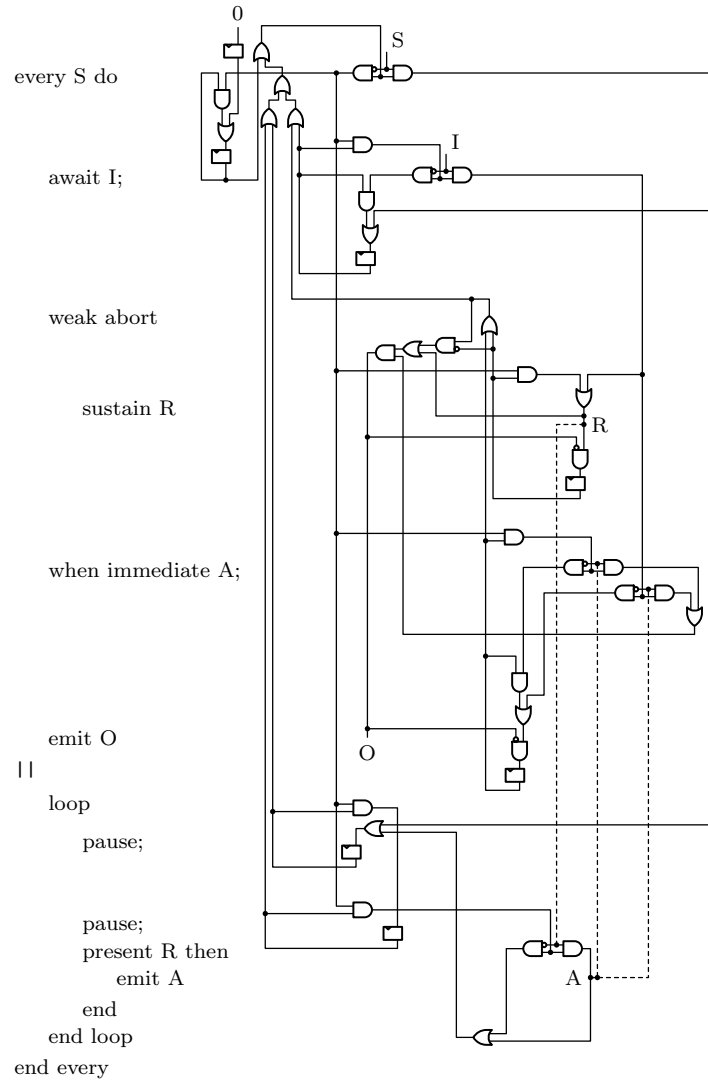 0
S
every S do
I
await I;
weak abort
sustain R
R
when immediate A;
emit O
O
||
loop
pause;
pause;
present R then
emit A
A
end
end loop
end every